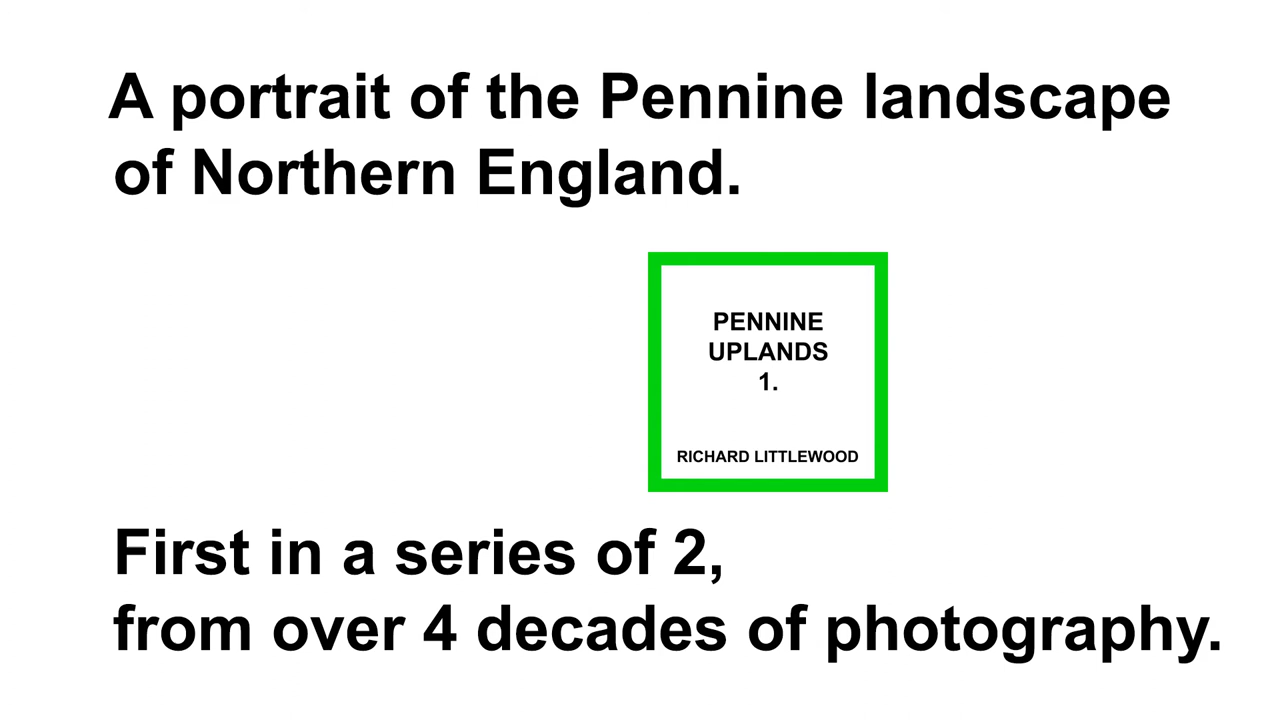 A portrait of the Pennine landscape
of Northern England.
PENNINE
UPLANDS
1.
RICHARD LITTLEWOOD
First in a series of 2,
from over 4 decades of photography.